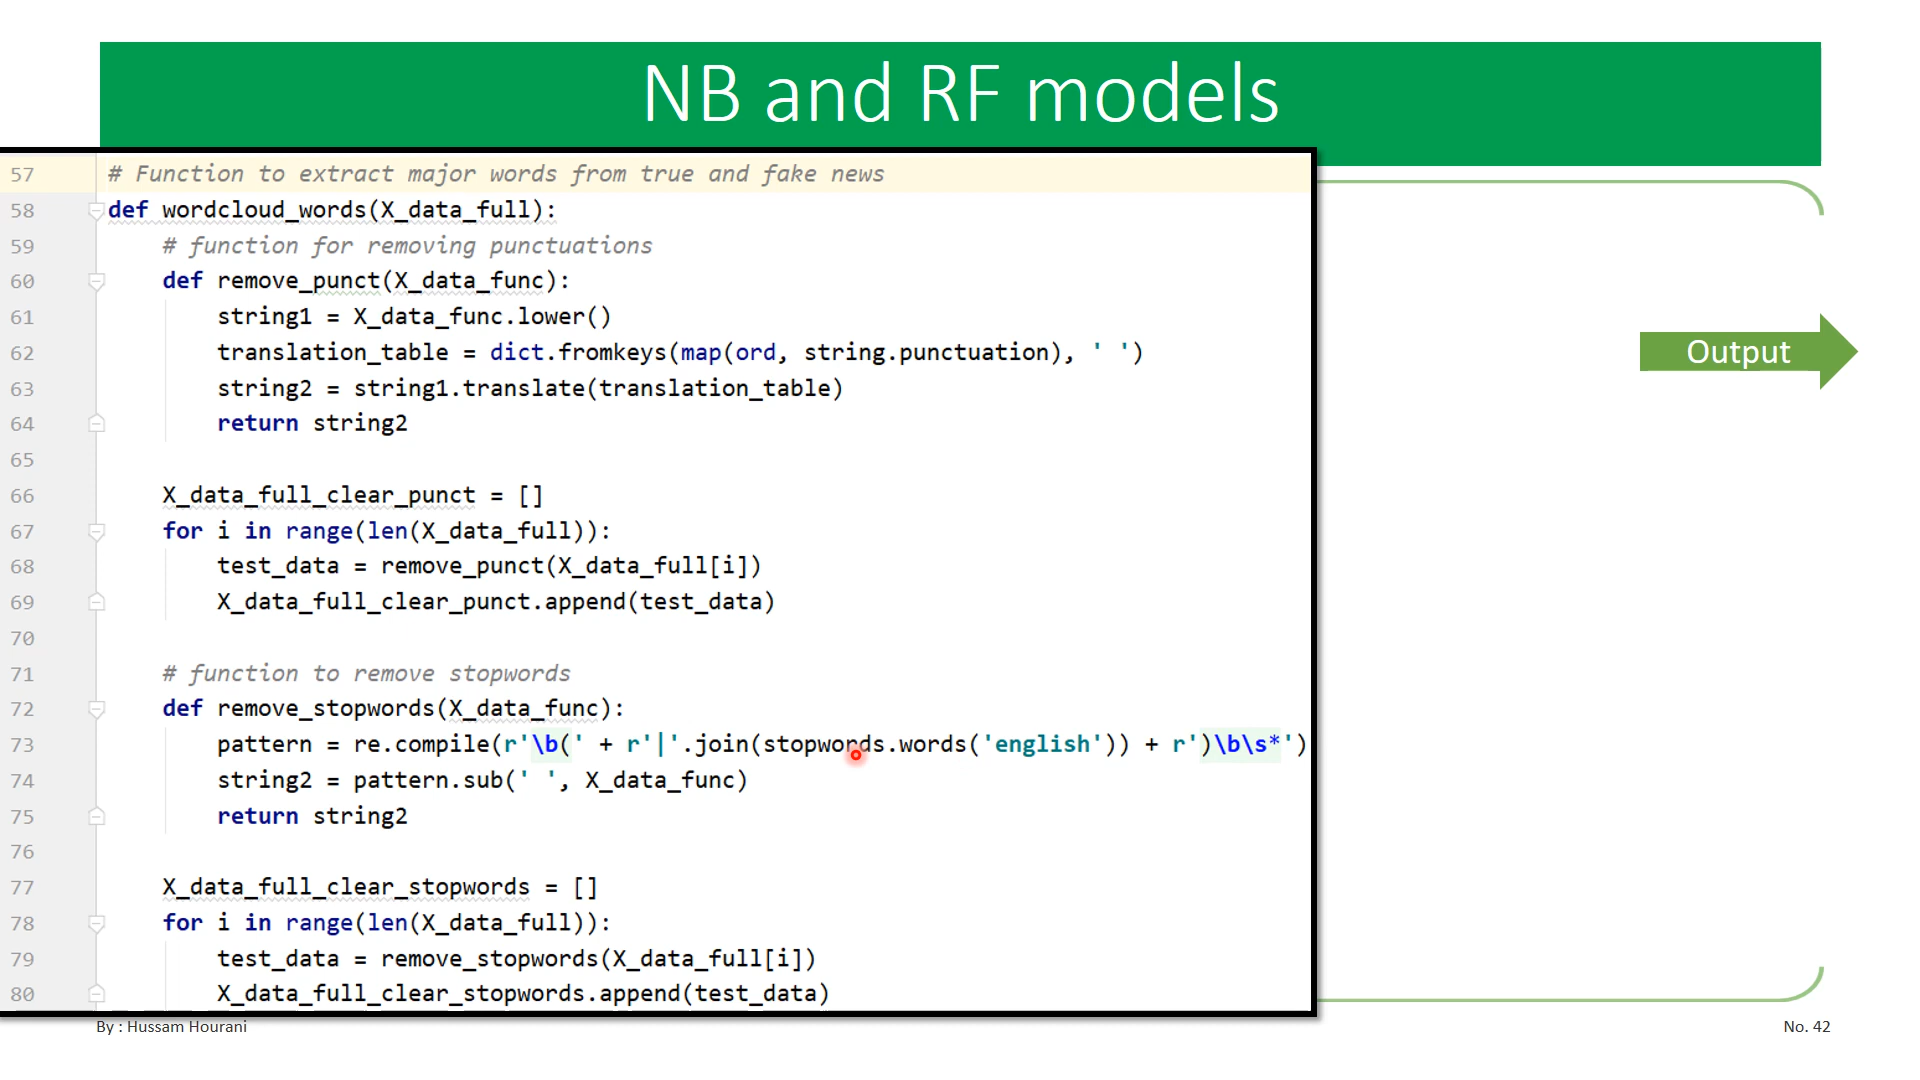 NB and RF models
57 # Function to extract major words from true and fake news
58 def wordcloud_words(X_data_full):
59 # function for removing punctuations
60 def remove_punct(X_data_func):
61 string1 = X_data_func.lower()
62 translation_table = dict.fromkeys(map(ord, string.punctuation), ' ')
63 string2 = string1.translate(translation_table)
64 return string2
65
66 X_data_full_clear_punct = []
67 for i in range(len(X_data_full)):
68 test_data = remove_punct(X_data_full[i])
69 X_data_full_clear_punct.append(test_data)
70
71 # function to remove stopwords
72 def remove_stopwords(X_data_func):
73 pattern = re.compile(r'\b(' + r'|'.join(stopwords.words('english')) + r')\b\s*')
74 string2 = pattern.sub(' ', X_data_func)
75 return string2
76
77 X_data_full_clear_stopwords = []
78 for i in range(len(X_data_full)):
79 test_data = remove_stopwords(X_data_full[i])
80 X_data_full_clear_stopwords.append(test_data)
Output
By : Hussam Hourani
No. 42